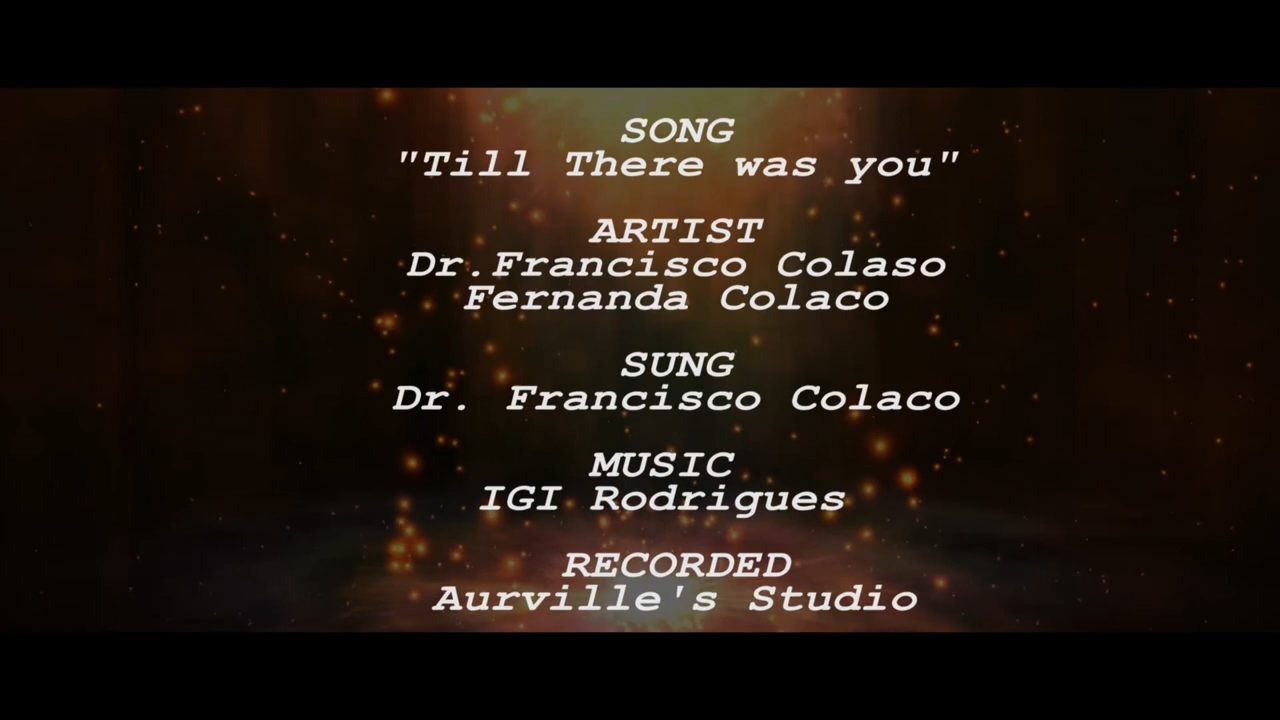 SONG
"Till There was you"
ARTIST
Dr.Francisco Colaso
Fernanda Colaco
SUNG
Dr. Francisco Colaco
MUSIC
IGI Rodrigues
RECORDED
Aurville's Studio